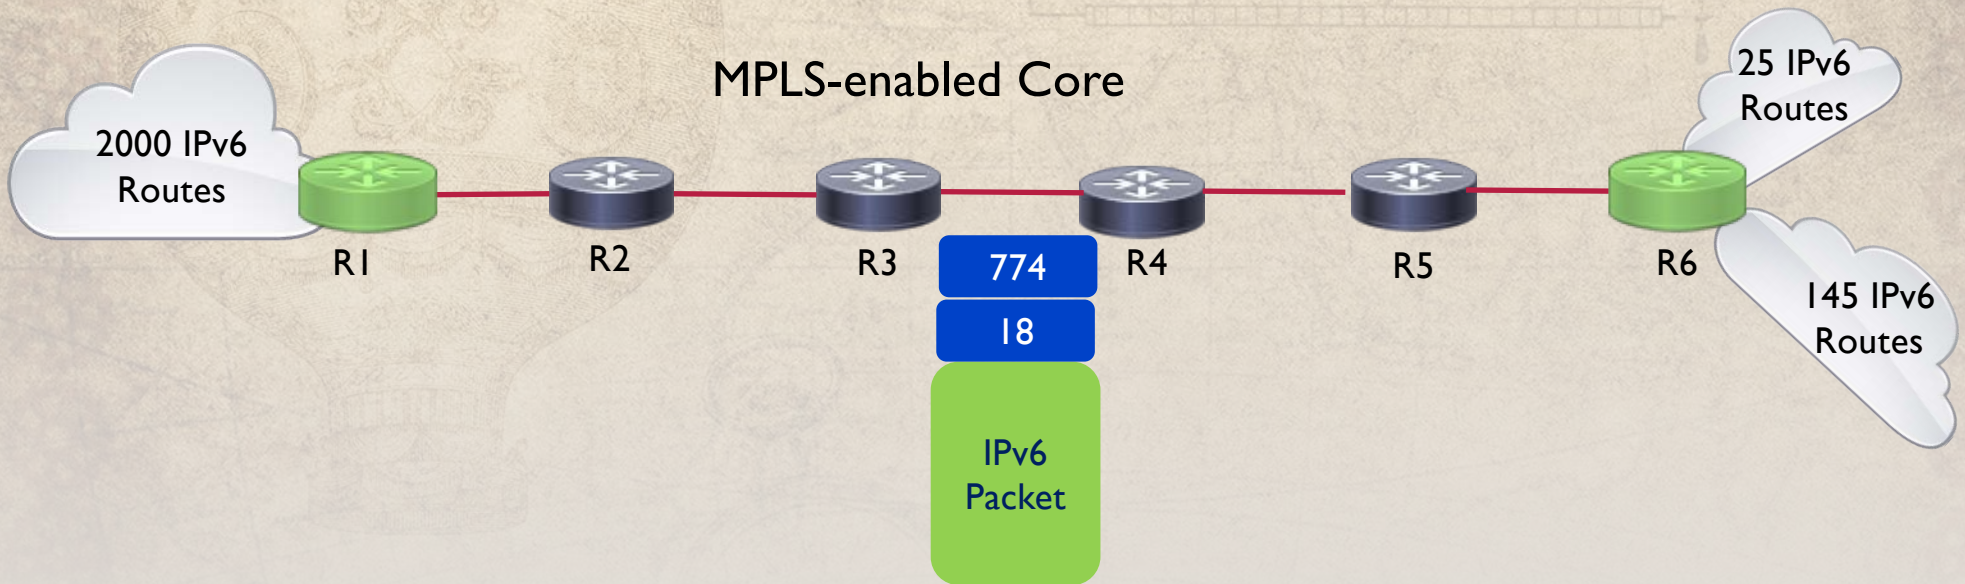 MPLS-enabled Core
2000 IPv6
Routes
25 IPv6
Routes
R1
R2
R3
R4
R5
R6
774
18
IPv6
Packet
145 IPv6
Routes